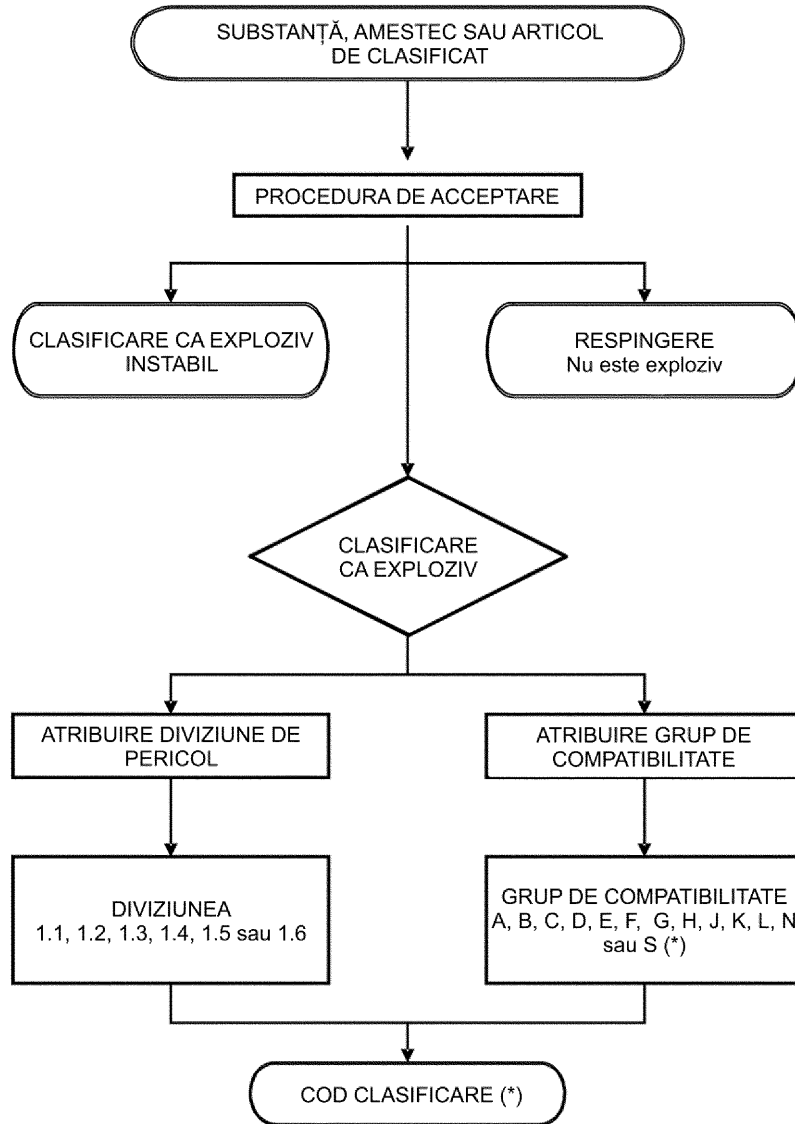 SUBSTANȚĂ, AMESTEC SAU ARTICOL
DE CLASIFICAT
PROCEDURA DE ACCEPTARE
CLASIFICARE CA EXPLOZIV
INSTABIL
RESPINGERE
Nu este exploziv
CLASIFICARE
CA EXPLOZIV
ATRIBUIRE DIVIZIUNE DE
PERICOL
ATRIBUIRE GRUP DE
COMPATIBILITATE
DIVIZIUNEA
1.1, 1.2, 1.3, 1.4, 1.5 sau 1.6
GRUP DE COMPATIBILITATE
A, B, C, D, E, F, G, H, J, K, L, N
sau S (*)
COD CLASIFICARE (*)